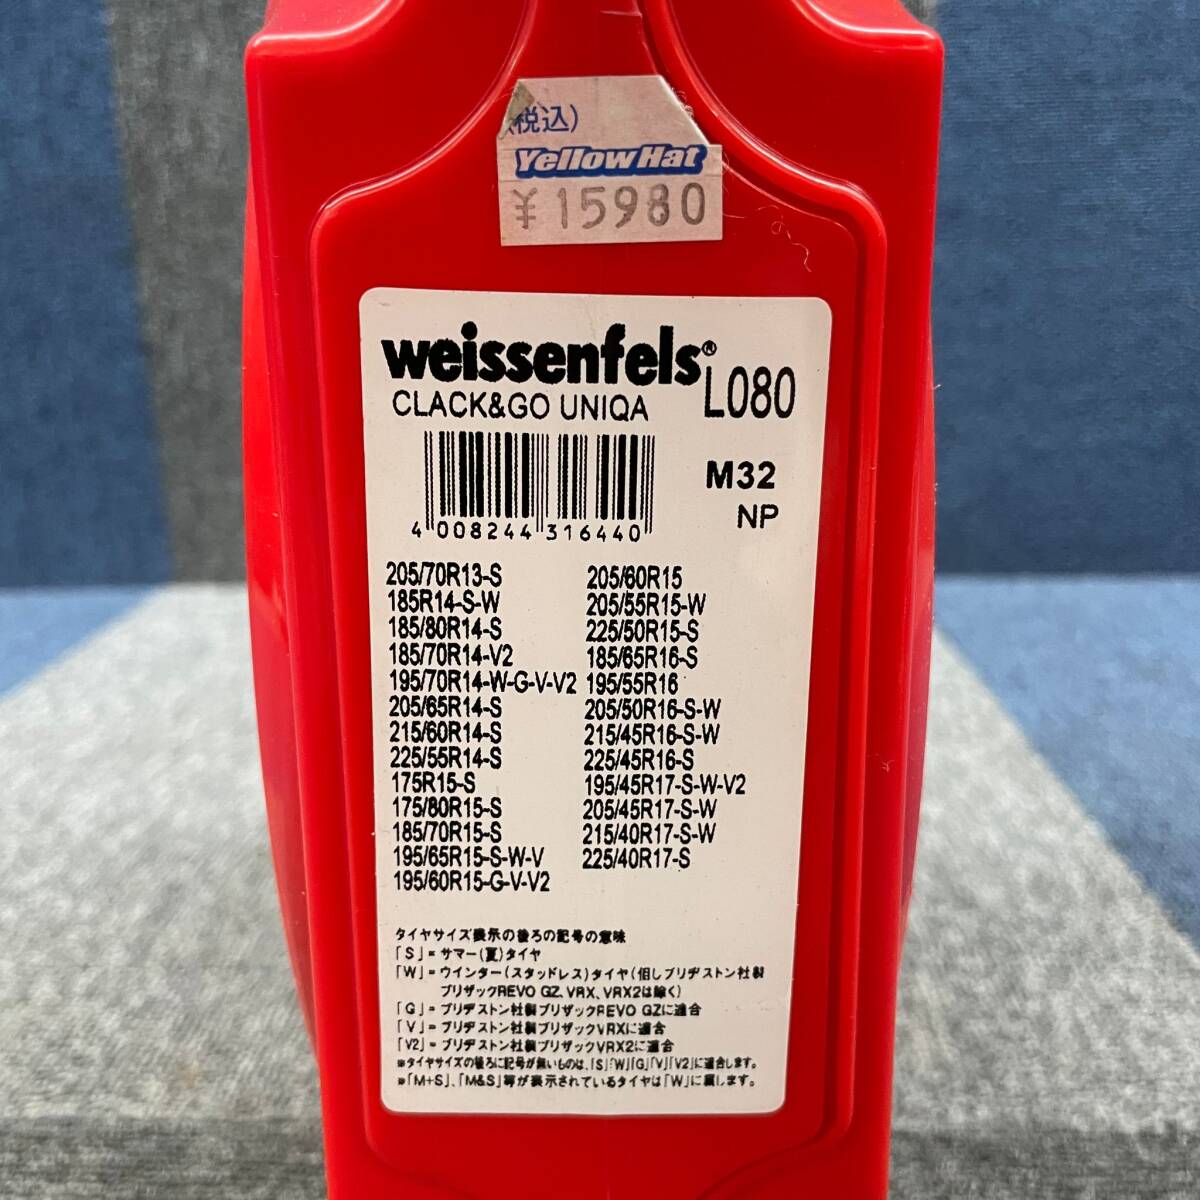 (税込)
YellowHat
¥15980
weissenfels® L080
CLACK&GO UNIQA
M32
NP
4 008244 316440
205/70R13-S
185R14-S-W
185/80R14-S
185/70R14-V2
195/70R14-W-G-V-V2
205/65R14-S
215/60R14-S
225/55R14-S
175R15-S
175/80R15-S
185/70R15-S
195/65R15-S-W-V
195/60R15-G-V-V2
205/60R15
205/55R15-W
225/50R15-S
185/65R16-S
195/55R16
205/50R16-S-W
215/45R16-S-W
225/45R16-S
195/45R17-S-W-V2
205/45R17-S-W
215/40R17-S-W
225/40R17-S
タイヤサイズ表示の後ろの記号の意味
「S」= サマー(夏)タイヤ
「W」= ウインター(スタッドレス)タイヤ(但しブリヂストン社製
ブリザックREVO GZ、VRX、VRX2は除く)
「G」= ブリヂストン社製ブリザックREVO GZに適合
「V」= ブリヂストン社製ブリザックVRXに適合
「V2」= ブリヂストン社製ブリザックVRX2に適合
※タイヤサイズの後ろに記号が無いものは、「S」「W」「G」「V」「V2」に適合します。
※「M+S」、「M&S」等が表示されているタイヤは「W」に属します。